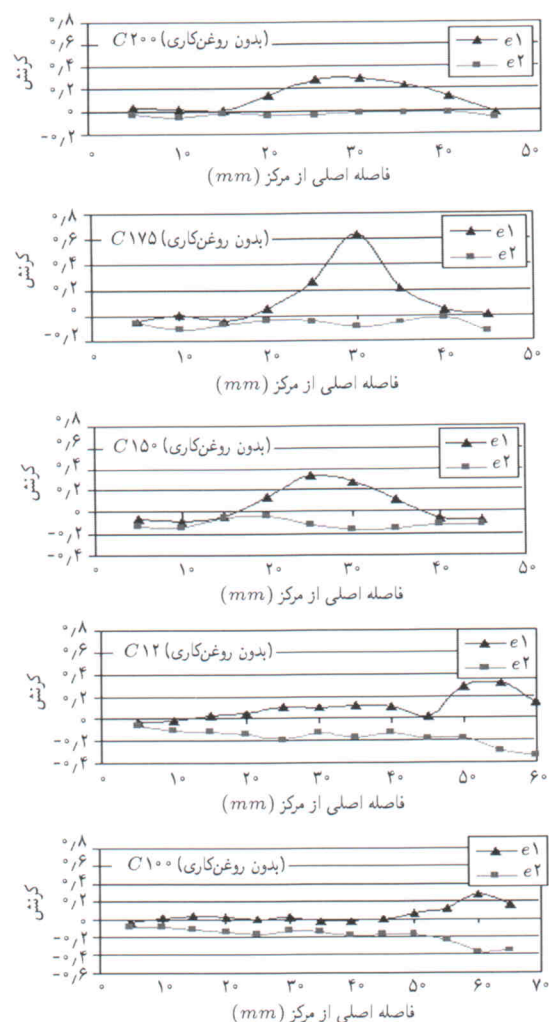 ۰٫۸
۰٫۶
۰٫۴
۰٫۲
۰
-۰٫۲
کرنش
C۲۰۰ (بدون روغن‌کاری)
e۱
e۲
۰ ۱۰ ۲۰ ۳۰ ۴۰ ۵۰
فاصله اصلی از مرکز (mm)
۰٫۸
۰٫۶
۰٫۴
۰٫۲
۰
-۰٫۲
کرنش
C۱۷۵ (بدون روغن‌کاری)
e۱
e۲
۰ ۱۰ ۲۰ ۳۰ ۴۰ ۵۰
فاصله اصلی از مرکز (mm)
۰٫۸
۰٫۶
۰٫۴
۰٫۲
۰
-۰٫۲
-۰٫۴
کرنش
C۱۵۰ (بدون روغن‌کاری)
e۱
e۲
۰ ۱۰ ۲۰ ۳۰ ۴۰ ۵۰
فاصله اصلی از مرکز (mm)
۰٫۸
۰٫۶
۰٫۴
۰٫۲
۰
-۰٫۲
-۰٫۴
کرنش
C۱۲ (بدون روغن‌کاری)
e۱
e۲
۰ ۱۰ ۲۰ ۳۰ ۴۰ ۵۰ ۶۰
فاصله اصلی از مرکز (mm)
۰٫۸
۰٫۶
۰٫۴
۰٫۲
۰
-۰٫۲
-۰٫۴
-۰٫۶
کرنش
C۱۰۰ (بدون روغن‌کاری)
e۱
e۲
۰ ۱۰ ۲۰ ۳۰ ۴۰ ۵۰ ۶۰ ۷۰
فاصله اصلی از مرکز (mm)